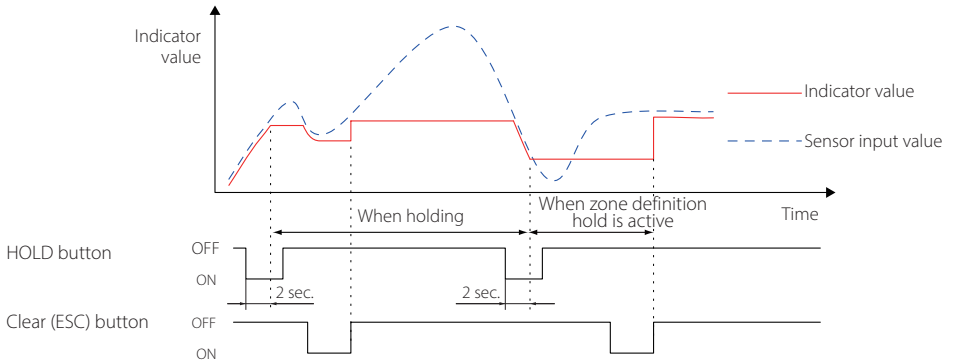 Indicator
value
Indicator value
Sensor input value
When holding
When zone definition
hold is active
Time
HOLD button
OFF
ON
2 sec.
2 sec.
Clear (ESC) button
OFF
ON